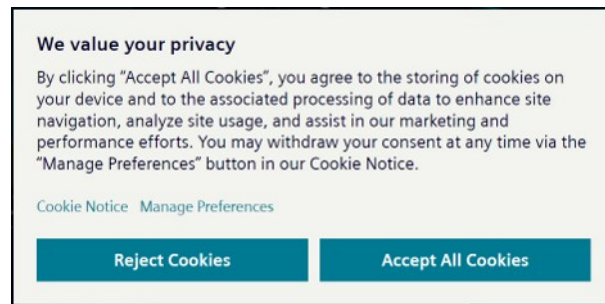 We value your privacy
By clicking "Accept All Cookies", you agree to the storing of cookies on
your device and to the associated processing of data to enhance site
navigation, analyze site usage, and assist in our marketing and
performance efforts. You may withdraw your consent at any time via the
"Manage Preferences" button in our Cookie Notice.
Cookie Notice Manage Preferences
Reject Cookies Accept All Cookies